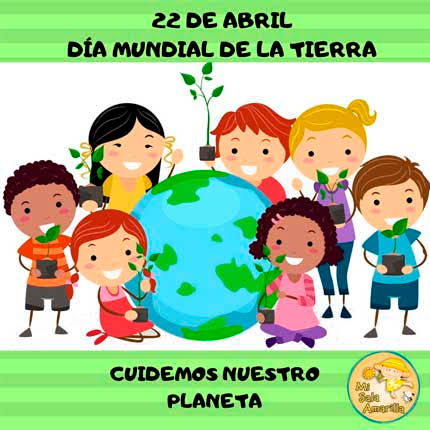 22 DE ABRIL
DÍA MUNDIAL DE LA TIERRA
CUIDEMOS NUESTRO
PLANETA
Mi
Sala
Amarilla